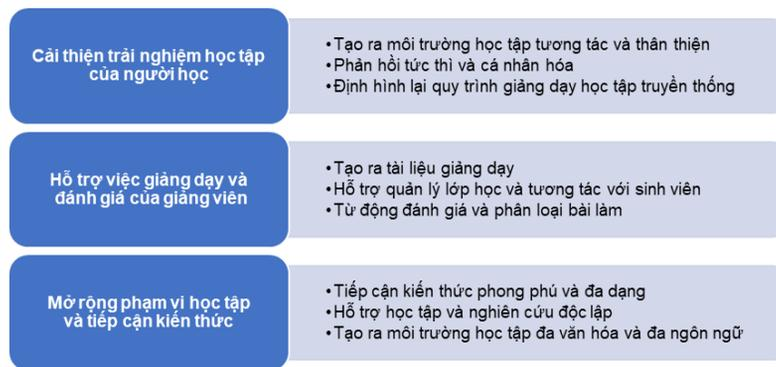 Cải thiện trải nghiệm học tập
của người học
•Tạo ra môi trường học tập tương tác và thân thiện
•Phản hồi tức thì và cá nhân hóa
•Định hình lại quy trình giảng dạy học tập truyền thống
Hỗ trợ việc giảng dạy và
đánh giá của giảng viên
•Tạo ra tài liệu giảng dạy
•Hỗ trợ quản lý lớp học và tương tác với sinh viên
•Từ động đánh giá và phân loại bài làm
Mở rộng phạm vi học tập
và tiếp cận kiến thức
•Tiếp cận kiến thức phong phú và đa dạng
•Hỗ trợ học tập và nghiên cứu độc lập
•Tạo ra môi trường học tập đa văn hóa và đa ngôn ngữ